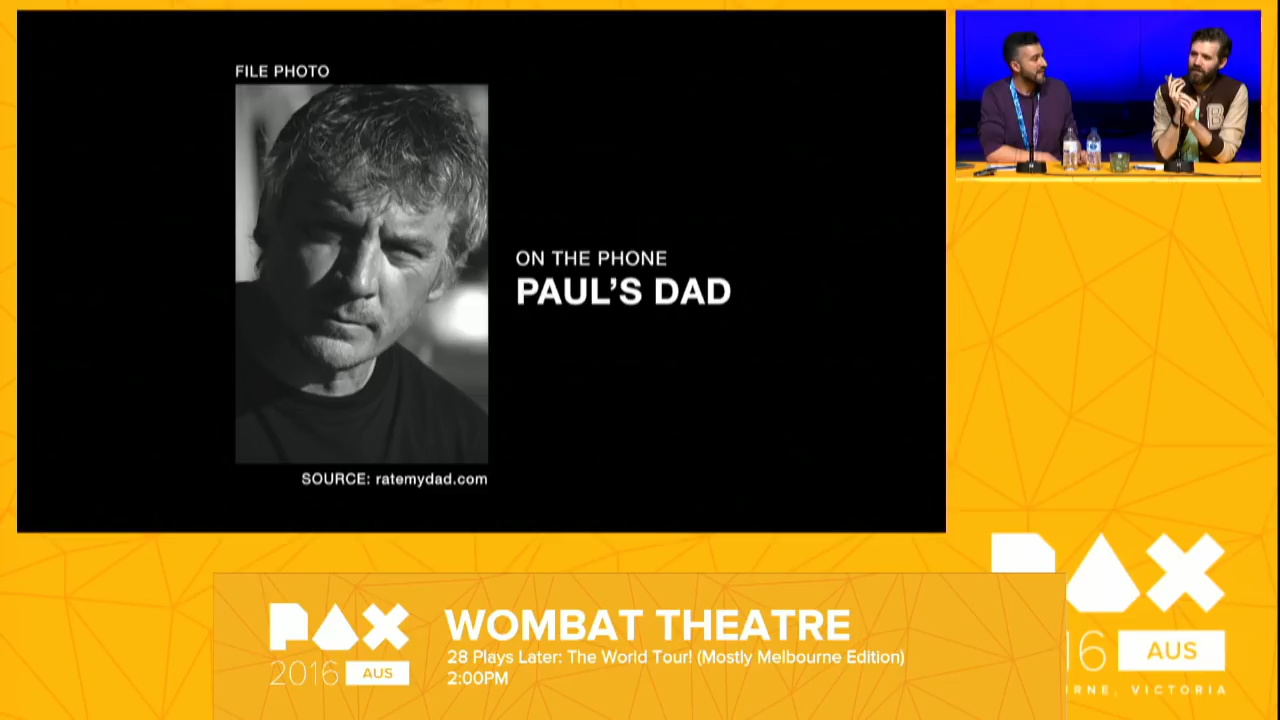 FILE PHOTO
ON THE PHONE
PAUL'S DAD
SOURCE: ratemydad.com
B
PAX
2016 AUS
WOMBAT THEATRE
28 Plays Later: The World Tour! (Mostly Melbourne Edition)
2:00PM
PAX
16 AUS
RNE, VICTORIA